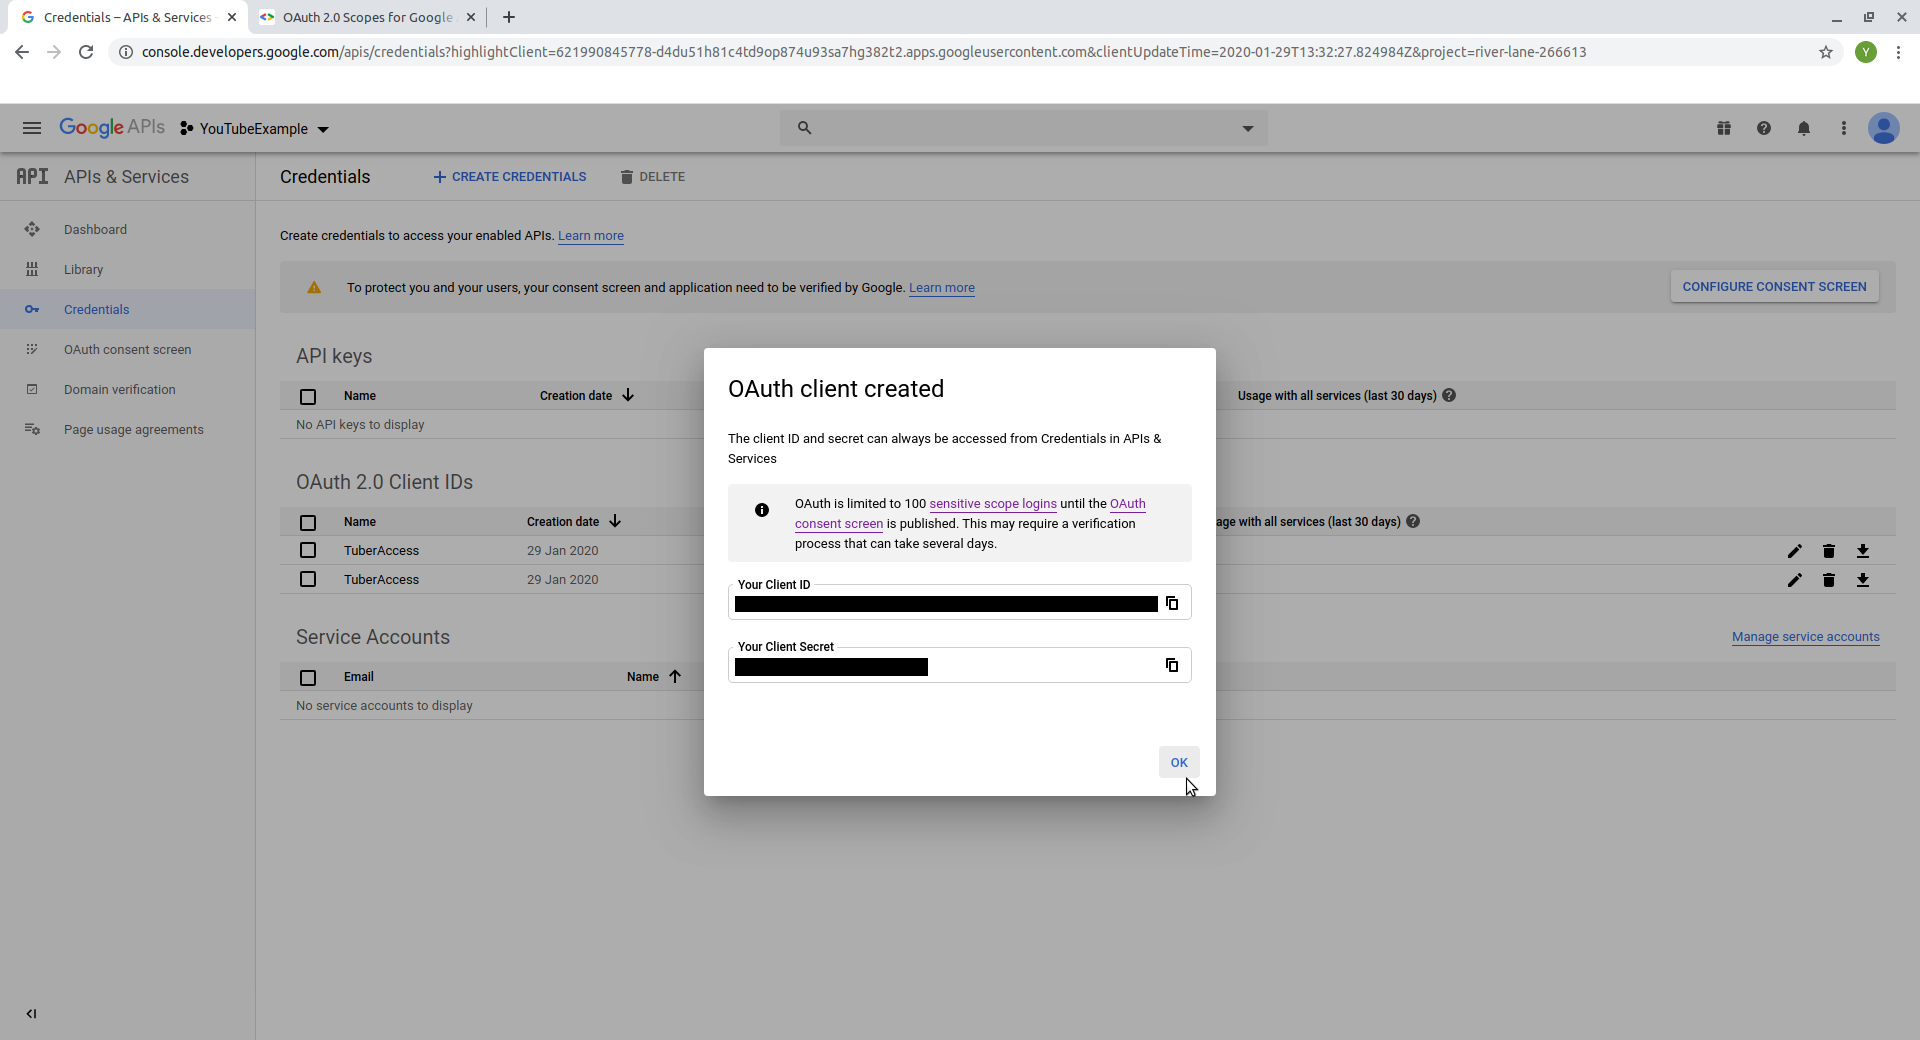 Credentials – APIs & Services
OAuth 2.0 Scopes for Google
console.developers.google.com/apis/credentials?highlightClient=621990845778-d4du51h81c4td9op874u93sa7hg382t2.apps.googleusercontent.com&clientUpdateTime=2020-01-29T13:32:27.824984Z&project=river-lane-266613
Y
Google APIs
YouTubeExample
API APIs & Services
Credentials
CREATE CREDENTIALS
DELETE
Dashboard
Library
Credentials
OAuth consent screen
Domain verification
Page usage agreements
Create credentials to access your enabled APIs. Learn more
To protect you and your users, your consent screen and application need to be verified by Google. Learn more
CONFIGURE CONSENT SCREEN
API keys
Name Creation date Usage with all services (last 30 days)
No API keys to display
OAuth 2.0 Client IDs
Name Creation date age with all services (last 30 days)
TuberAccess 29 Jan 2020
TuberAccess 29 Jan 2020
Service Accounts
Manage service accounts
Email Name
No service accounts to display
OAuth client created
The client ID and secret can always be accessed from Credentials in APIs &
Services
OAuth is limited to 100 sensitive scope logins until the OAuth
consent screen is published. This may require a verification
process that can take several days.
Your Client ID
Your Client Secret
OK